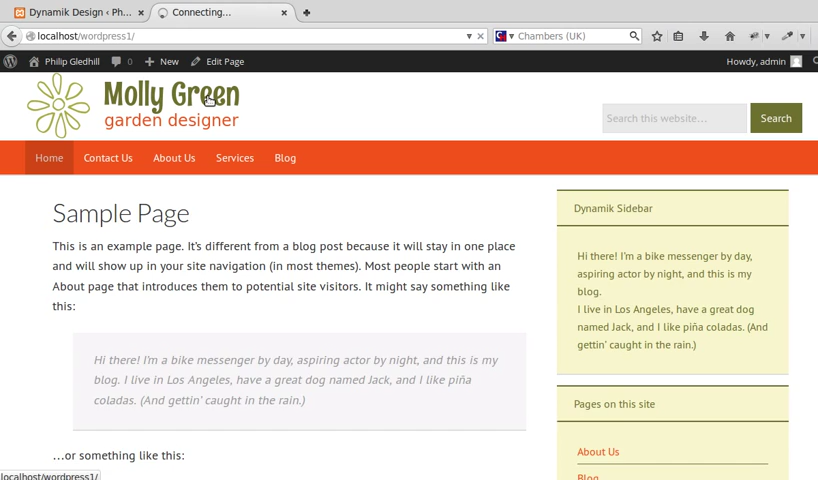 Dynamik Design ‹ Ph...
Connecting...
localhost/wordpress1/
Chambers (UK)
Philip Gledhill
0
New
Edit Page
Howdy, admin
Molly Green
garden designer
Search this website...
Search
Home
Contact Us
About Us
Services
Blog
Sample Page
This is an example page. It's different from a blog post because it will stay in one place
and will show up in your site navigation (in most themes). Most people start with an
About page that introduces them to potential site visitors. It might say something like
this:
Hi there! I'm a bike messenger by day, aspiring actor by night, and this is my
blog. I live in Los Angeles, have a great dog named Jack, and I like piña
coladas. (And gettin' caught in the rain.)
...or something like this:
Dynamik Sidebar
Hi there! I'm a bike messenger by day,
aspiring actor by night, and this is my
blog.
I live in Los Angeles, have a great dog
named Jack, and I like piña coladas. (And
gettin' caught in the rain.)
Pages on this site
About Us
Blog
localhost/wordpress1/